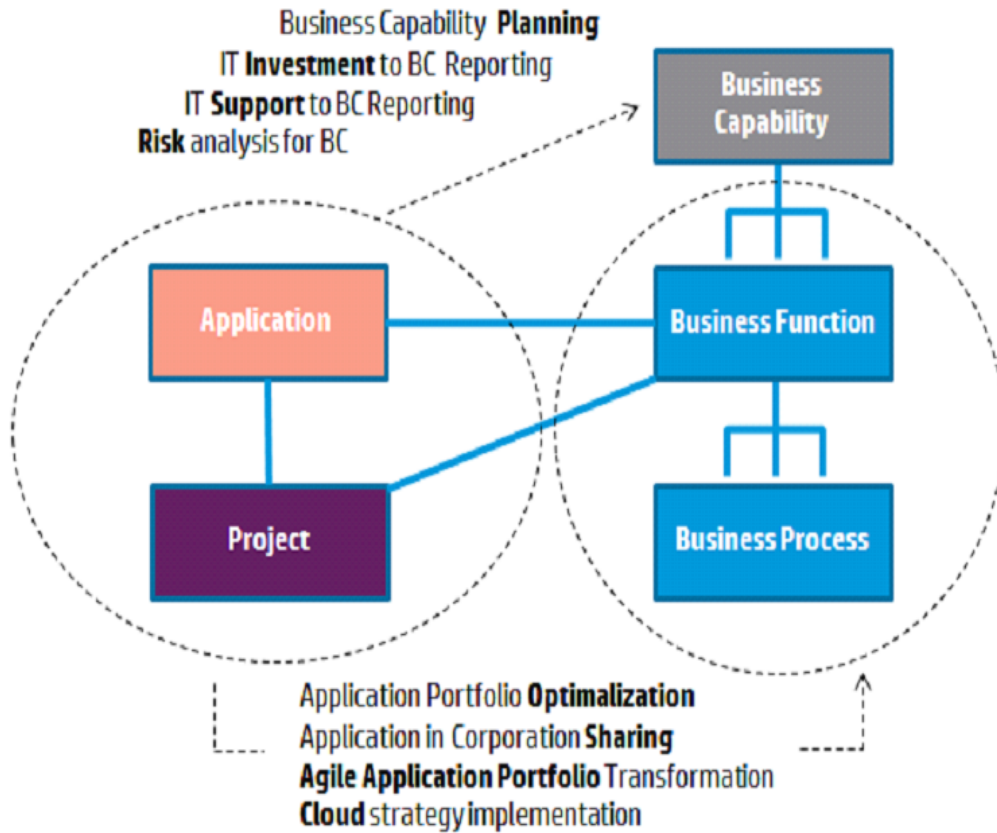 Business Capability Planning
IT Investment to BC Reporting
IT Support to BC Reporting
Risk analysis for BC
Business
Capability
Application
Business Function
Project
Business Process
Application Portfolio Optimalization
Application in Corporation Sharing
Agile Application Portfolio Transformation
Cloud strategy implementation